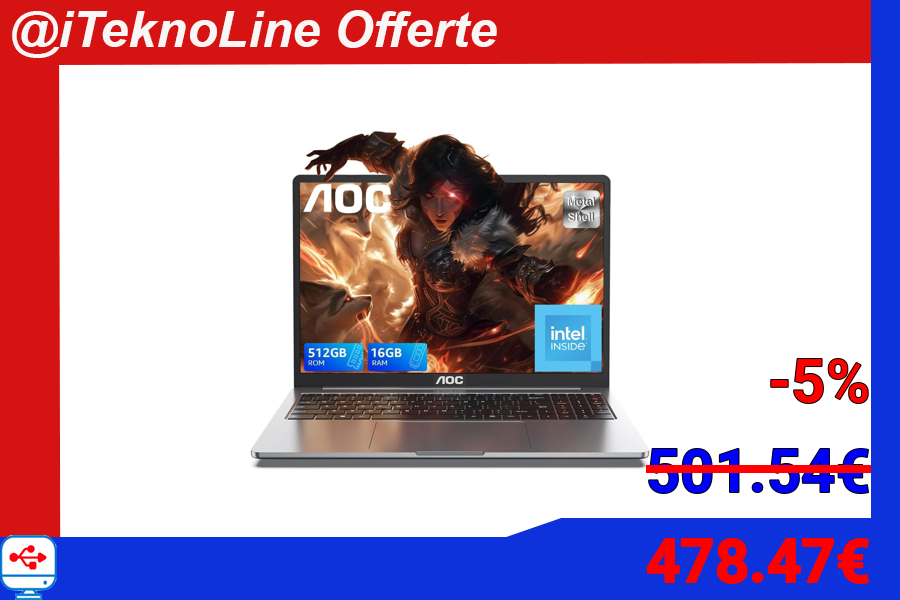 @iTeknoLine Offerte
AOC
Metal
Shell
intel
INSIDE
512GB
ROM
16GB
RAM
AOC
-5%
501.54€
478.47€